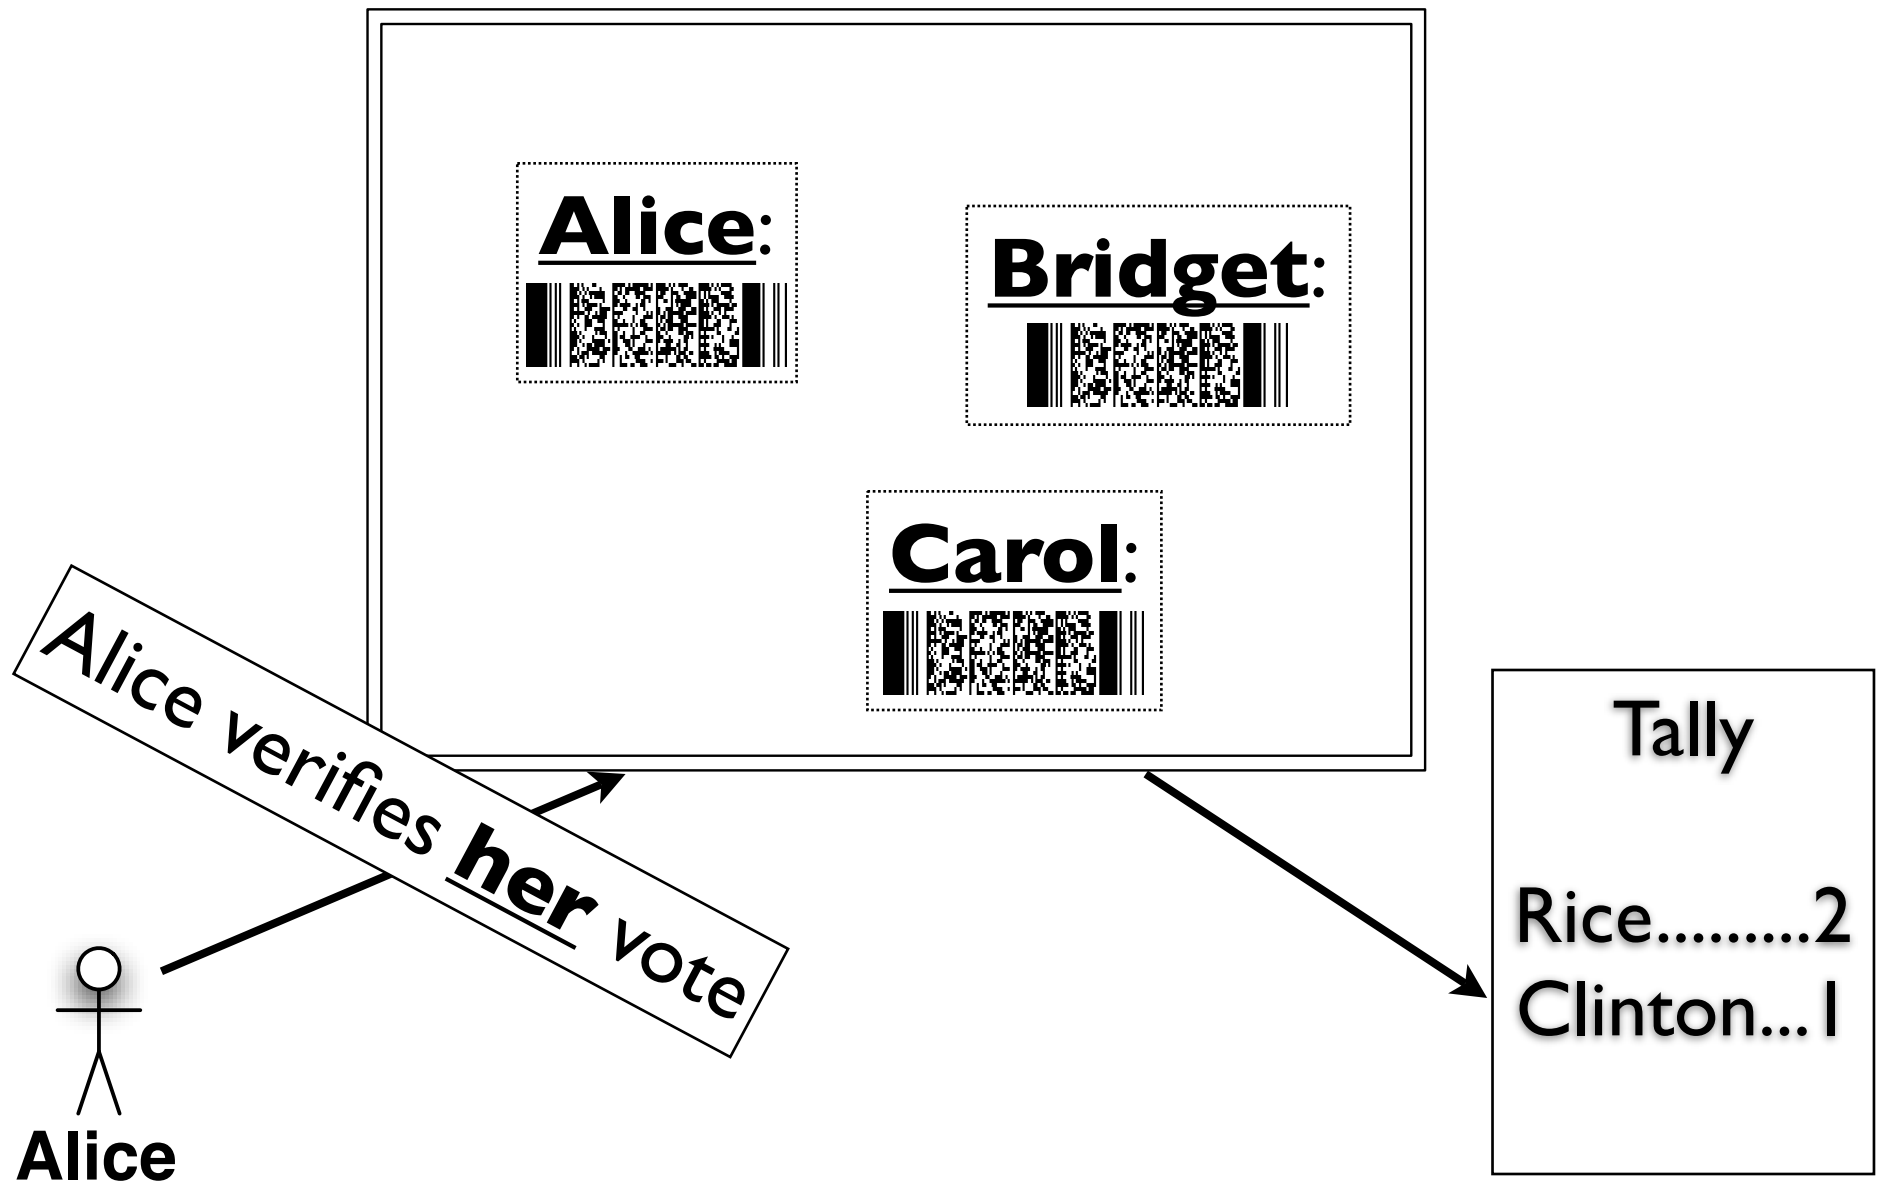 Alice:
Bridget:
Carol:
Alice verifies her vote
Alice
Tally
Rice.........2
Clinton...1